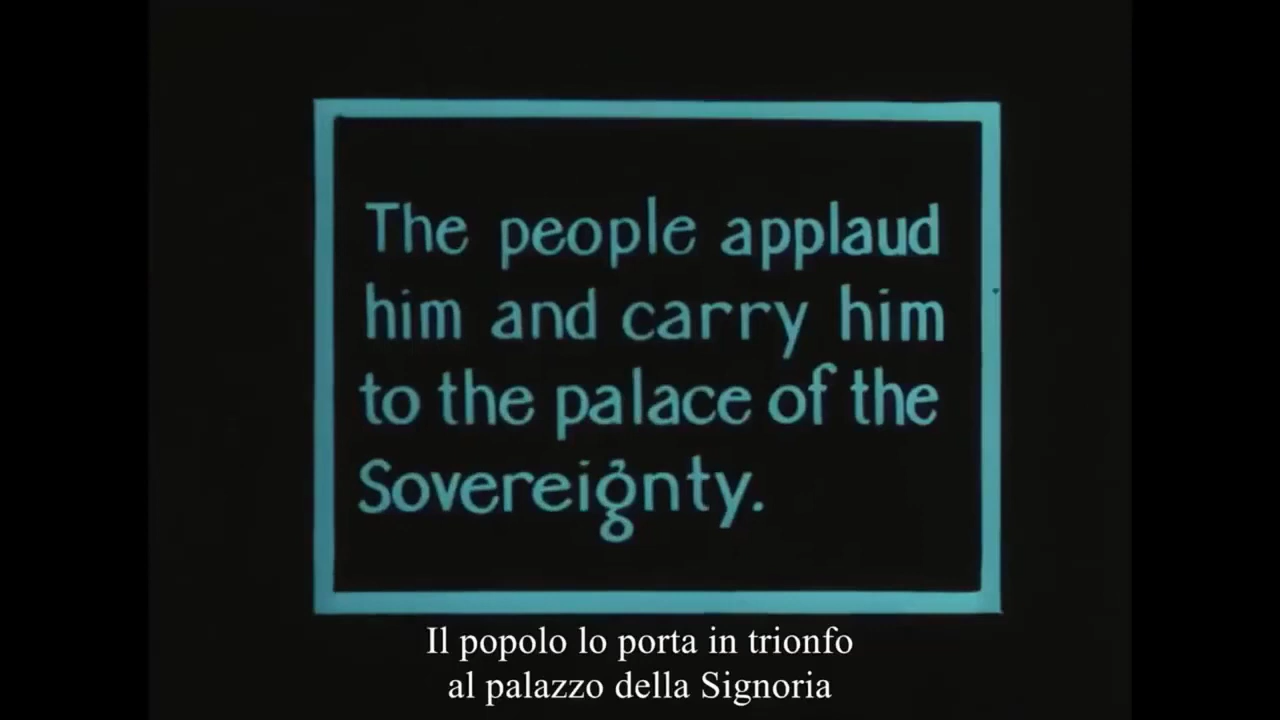 The people applaud
him and carry him
to the palace of the
Sovereignty.
Il popolo lo porta in trionfo
al palazzo della Signoria